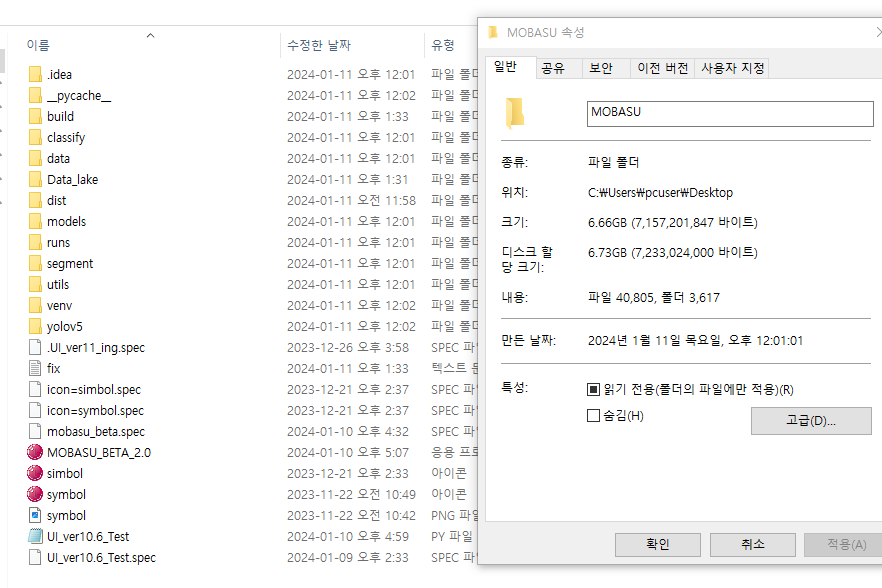 이름 수정한 날짜 유형
.idea 2024-01-11 오후 12:01 파일 폴더
__pycache__ 2024-01-11 오후 12:02 파일 폴더
build 2024-01-11 오후 1:33 파일 폴더
classify 2024-01-11 오후 12:01 파일 폴더
data 2024-01-11 오후 12:01 파일 폴더
Data_lake 2024-01-11 오후 1:31 파일 폴더
dist 2024-01-11 오전 11:58 파일 폴더
models 2024-01-11 오후 12:01 파일 폴더
runs 2024-01-11 오후 12:01 파일 폴더
segment 2024-01-11 오후 12:01 파일 폴더
utils 2024-01-11 오후 12:01 파일 폴더
venv 2024-01-11 오후 12:02 파일 폴더
yolov5 2024-01-11 오후 12:02 파일 폴더
.UI_ver11_ing.spec 2023-12-26 오후 3:58 SPEC 파
fix 2024-01-11 오후 1:33 텍스트 문
icon=simbol.spec 2023-12-21 오후 2:37 SPEC 파
icon=symbol.spec 2023-12-21 오후 2:37 SPEC 파
mobasu_beta.spec 2024-01-10 오후 4:32 SPEC 파
MOBASU_BETA_2.0 2024-01-10 오후 5:07 응용 프로
simbol 2023-12-21 오후 2:33 아이콘
symbol 2023-11-22 오전 10:49 아이콘
symbol 2023-11-22 오전 10:42 PNG 파일
UI_ver10.6_Test 2024-01-10 오후 4:59 PY 파일
UI_ver10.6_Test.spec 2024-01-09 오후 2:33 SPEC 파
MOBASU 속성
일반 공유 보안 이전 버전 사용자 지정
MOBASU
종류: 파일 폴더
위치: C:₩Users₩pcuser₩Desktop
크기: 6.66GB (7,157,201,847 바이트)
디스크 할
당 크기: 6.73GB (7,233,024,000 바이트)
내용: 파일 40,805, 폴더 3,617
만든 날짜: 2024년 1월 11일 목요일, 오후 12:01:01
특성: 읽기 전용(폴더의 파일에만 적용)(R)
숨김(H)
고급(D)...
확인 취소 적용(A)